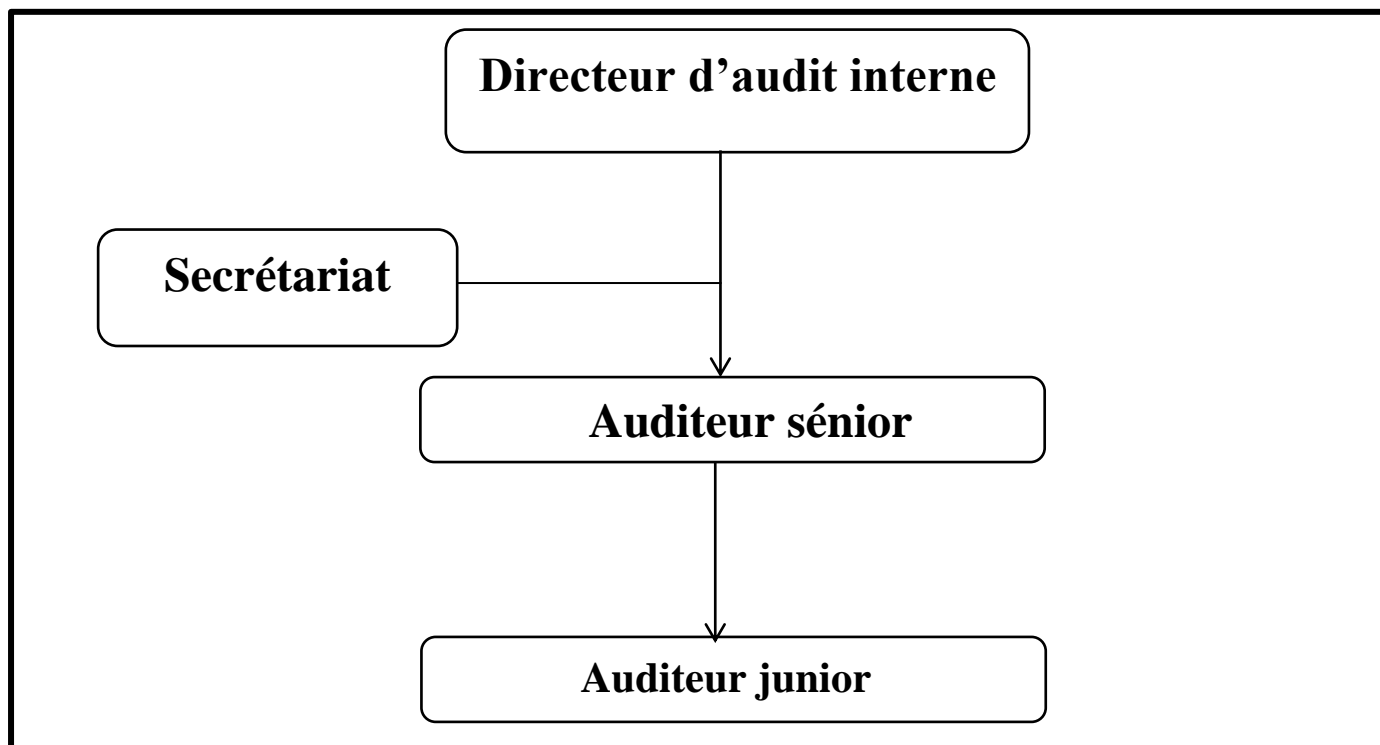 Directeur d’audit interne
Secrétariat
Auditeur sénior
Auditeur junior